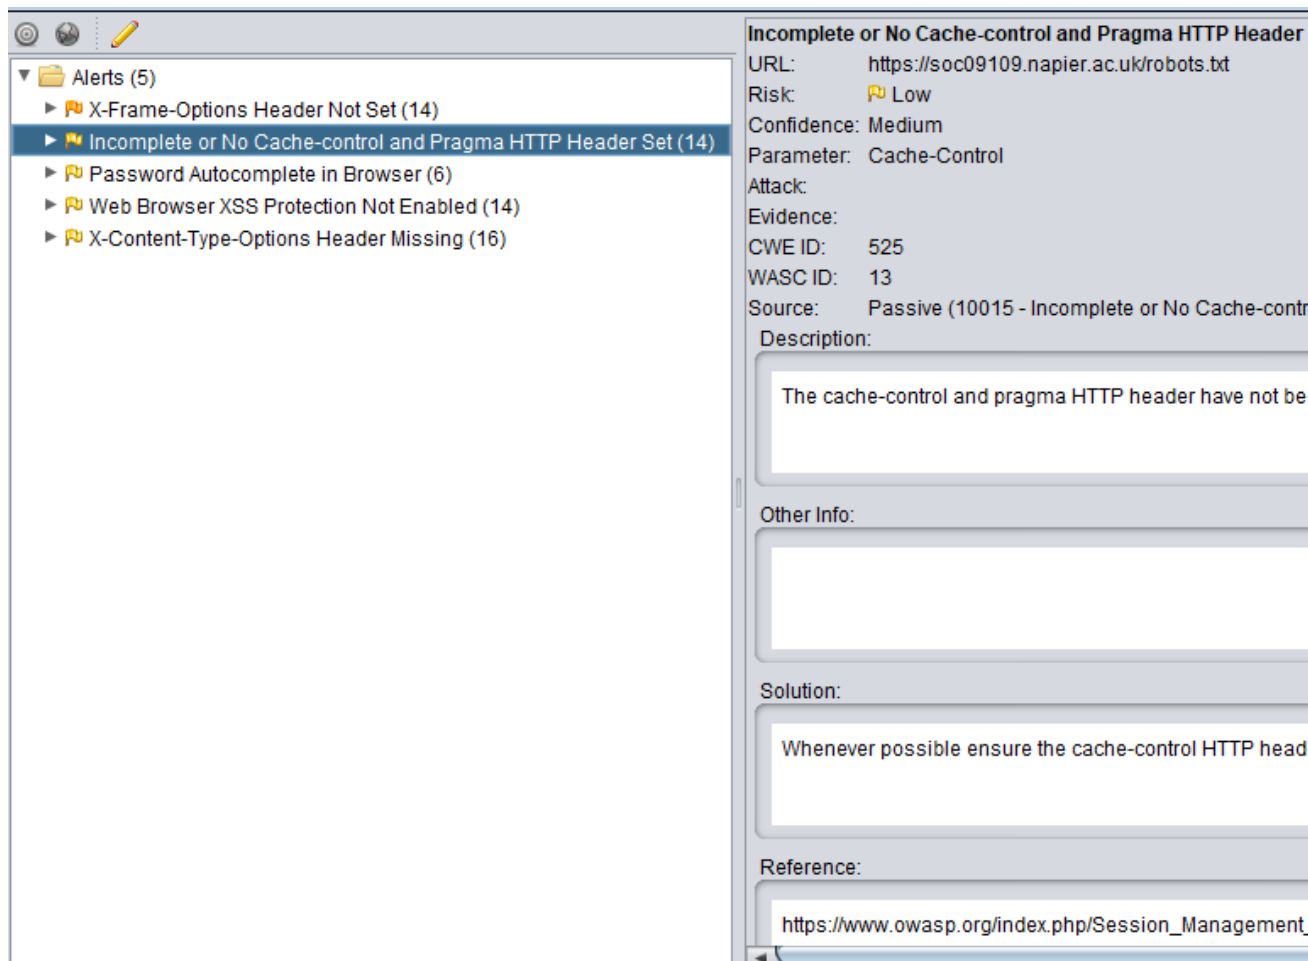 Alerts (5)
X-Frame-Options Header Not Set (14)
Incomplete or No Cache-control and Pragma HTTP Header Set (14)
Password Autocomplete in Browser (6)
Web Browser XSS Protection Not Enabled (14)
X-Content-Type-Options Header Missing (16)
Incomplete or No Cache-control and Pragma HTTP Header
URL: https://soc09109.napier.ac.uk/robots.txt
Risk: Low
Confidence: Medium
Parameter: Cache-Control
Attack:
Evidence:
CWE ID: 525
WASC ID: 13
Source: Passive (10015 - Incomplete or No Cache-contr
Description:
The cache-control and pragma HTTP header have not be
Other Info:
Solution:
Whenever possible ensure the cache-control HTTP head
Reference:
https://www.owasp.org/index.php/Session_Management_